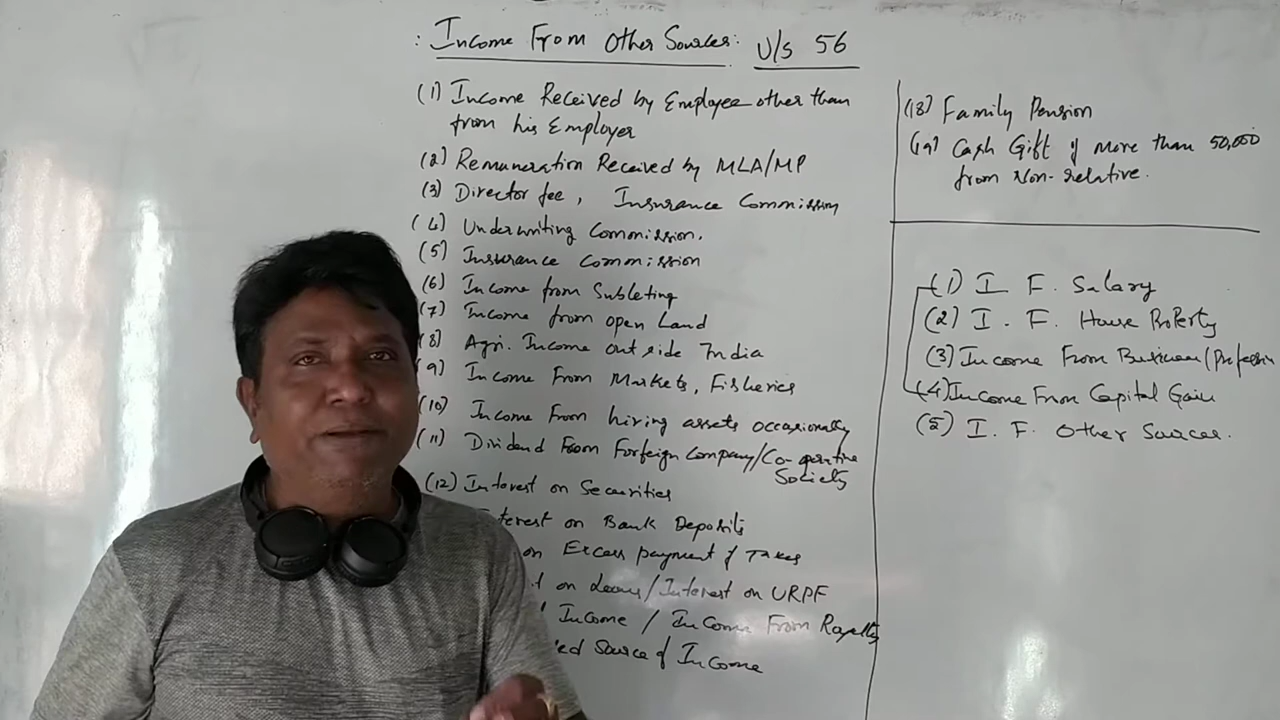 : Income From Other Sources: U/s 56
(1) Income Received by Employee other than
from his Employer
(2) Remuneration Received by MLA/MP
(3) Director fee, Insurance Commission
(4) Underwriting Commission.
(5) Insurance Commission
(6) Income from Subleting
(7) Income from open Land
(8) Agri. Income out side India
(9) Income From Markets, Fisheries
(10) Income From hiring assets occasionally
(11) Dividend From Forfeign Company/Co-operative
Society
(12) Interest on Securities
terest on Bank Deposits
on Excess payment of Taxes
t on Loans/Interest on URPF
Income / Income From Royalty
ed Source of Income
(18) Family Pension
(19) Cash Gift if more than 50,000
from Non-relative.
(1) I F. Salary
(2) I. F. House Property
(3) Income From Business/Profession
(4) Income From Capital Gain
(5) I. F. Other Sources.